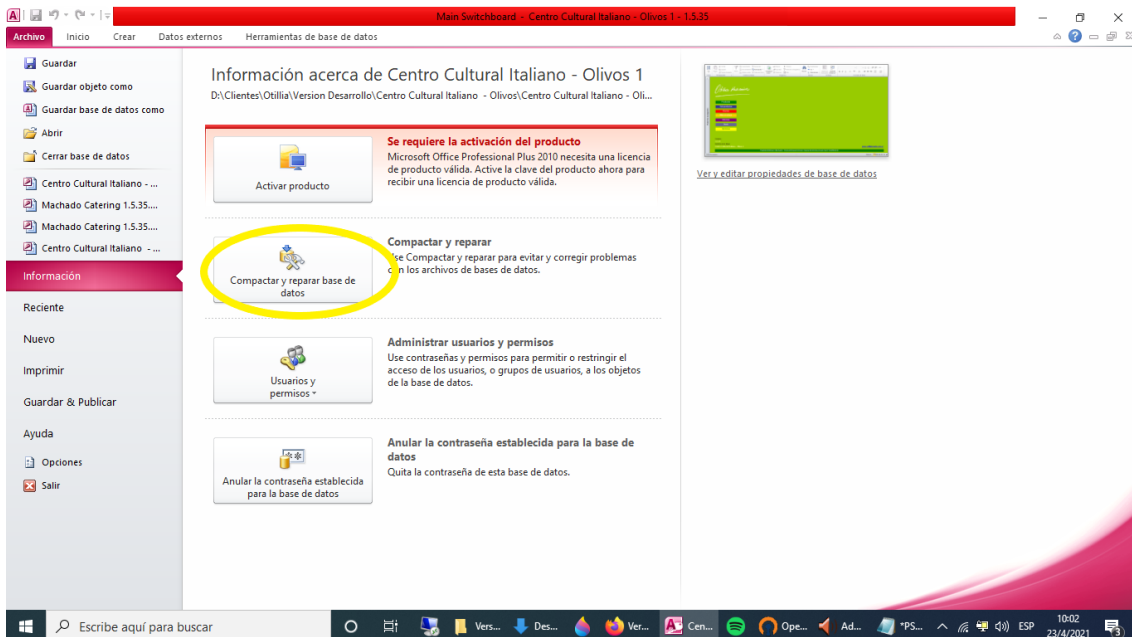 Main Switchboard - Centro Cultural Italiano - Olivos 1 - 1.5.35
Archivo Inicio Crear Datos externos Herramientas de base de datos
Guardar
Guardar objeto como
Guardar base de datos como
Abrir
Cerrar base de datos
Centro Cultural Italiano - ...
Machado Catering 1.5.35....
Machado Catering 1.5.35....
Centro Cultural Italiano - ...
Información
Reciente
Nuevo
Imprimir
Guardar & Publicar
Ayuda
Opciones
Salir
Información acerca de Centro Cultural Italiano - Olivos 1
D:\Clientes\Otillia\Version Desarrollo\Centro Cultural Italiano - Olivos\Centro Cultural Italiano - Oli...
Activar producto
Se requiere la activación del producto
Microsoft Office Professional Plus 2010 necesita una licencia
de producto válida. Active la clave del producto ahora para
recibir una licencia de producto válida.
Compactar y reparar base de
datos
Compactar y reparar
Use Compactar y reparar para evitar y corregir problemas
con los archivos de bases de datos.
Usuarios y
permisos
Administrar usuarios y permisos
Use contraseñas y permisos para permitir o restringir el
acceso de los usuarios, o grupos de usuarios, a los objetos
de la base de datos.
Anular la contraseña establecida
para la base de datos
Anular la contraseña establecida para la base de
datos
Quita la contraseña de esta base de datos.
Ver y editar propiedades de base de datos
Escribe aquí para buscar
Vers... Des... Ver... Cen... Ope... Ad... *PS... ESP
10:02
23/4/2021
3